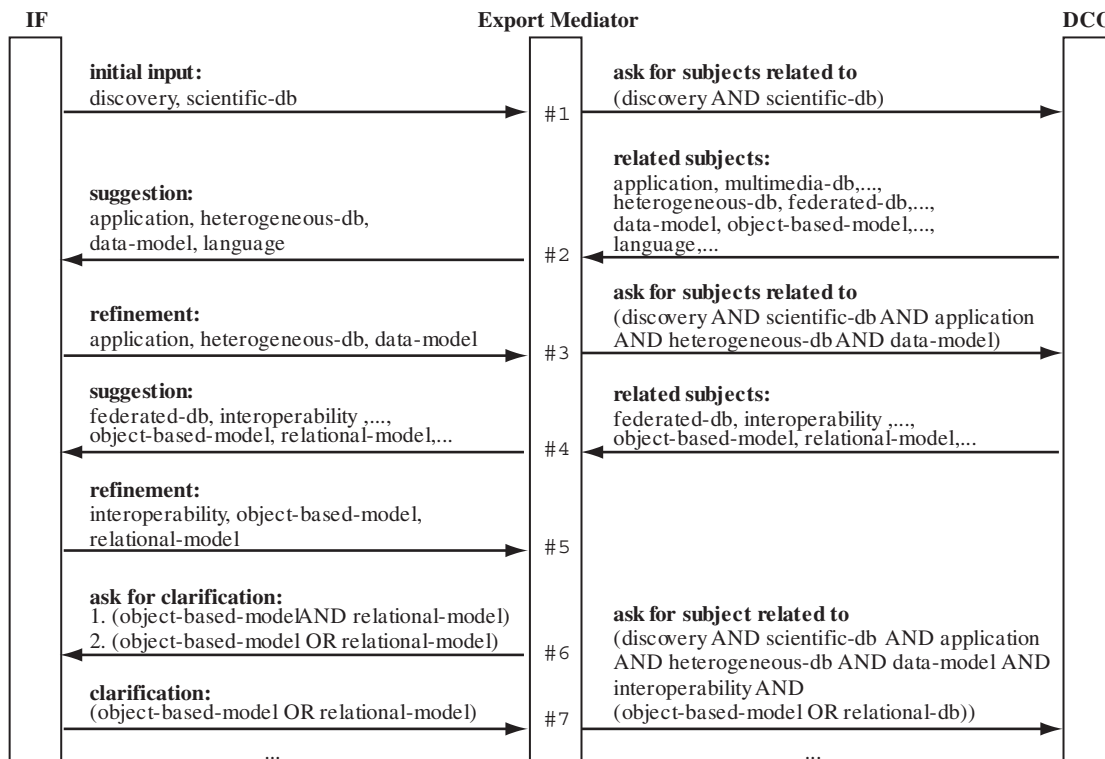 IF
Export Mediator
DCO
initial input:
discovery, scientific-db
#1
ask for subjects related to
(discovery AND scientific-db)
related subjects:
application, multimedia-db,...,
heterogeneous-db, federated-db,...,
data-model, object-based-model,...,
language,...
suggestion:
application, heterogeneous-db,
data-model, language
#2
refinement:
application, heterogeneous-db, data-model
#3
ask for subjects related to
(discovery AND scientific-db AND application
AND heterogeneous-db AND data-model)
suggestion:
federated-db, interoperability ,...,
object-based-model, relational-model,...
#4
related subjects:
federated-db, interoperability ,...,
object-based-model, relational-model,...
refinement:
interoperability, object-based-model,
relational-model
#5
ask for clarification:
1. (object-based-model AND relational-model)
2. (object-based-model OR relational-model)
#6
clarification:
(object-based-model OR relational-model)
#7
ask for subject related to
(discovery AND scientific-db AND application
AND heterogeneous-db AND data-model AND
interoperability AND
(object-based-model OR relational-db))
...
...